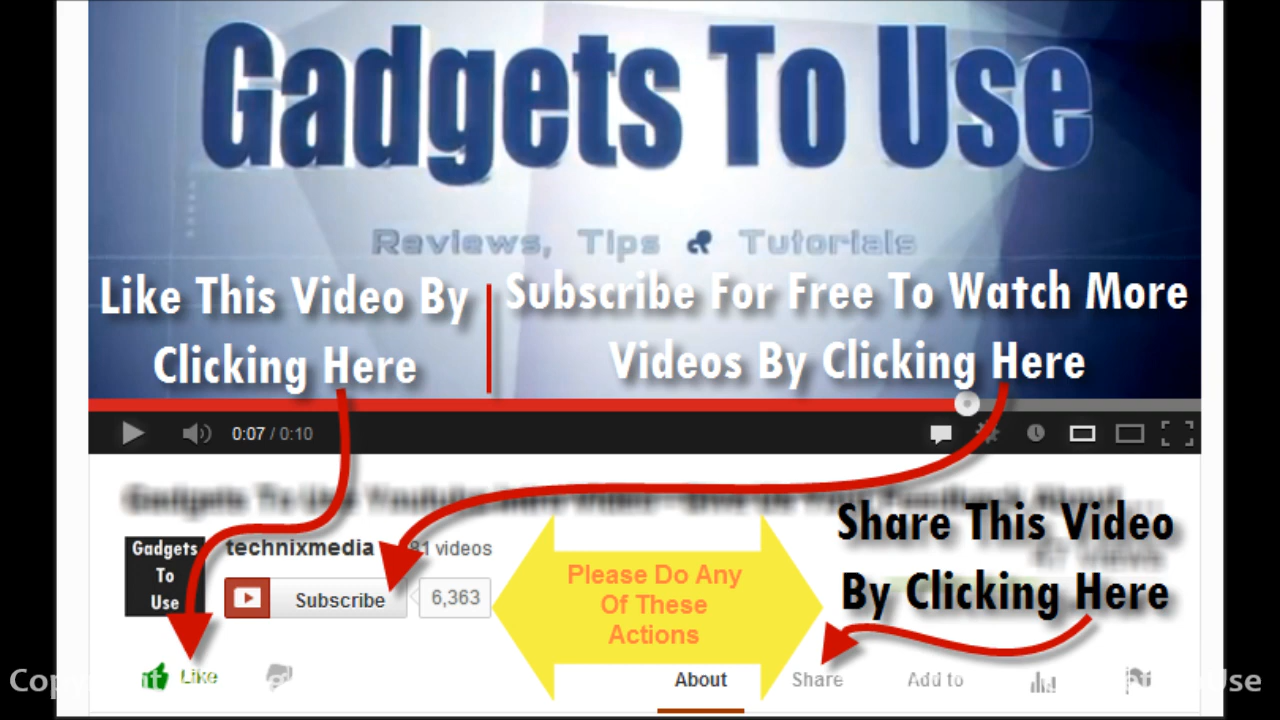 Gadgets To Use
Reviews, Tips & Tutorials
Like This Video By
Clicking Here
Subscribe For Free To Watch More
Videos By Clicking Here
0:07 / 0:10
Gadgets
To
Use
technixmedia
81 videos
Subscribe
6,363
Please Do Any
Of These
Actions
Share This Video
By Clicking Here
Like
About
Share
Add to
Use